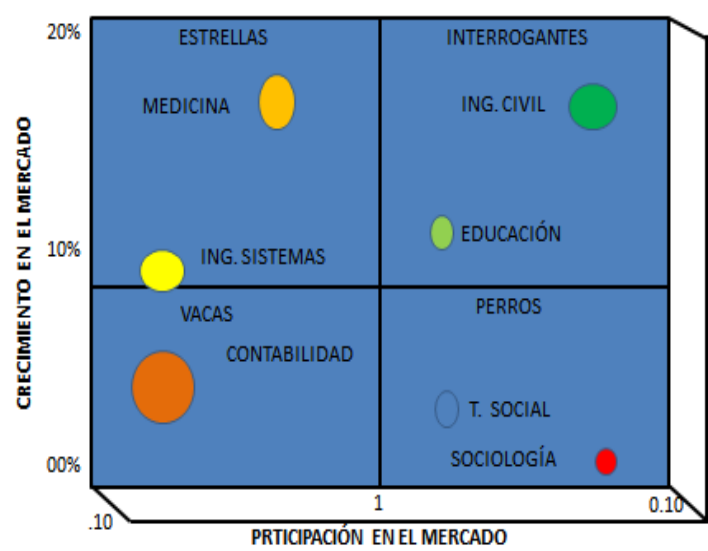 20%
ESTRELLAS
INTERROGANTES
MEDICINA
ING. CIVIL
CRECIMIENTO EN EL MERCADO
10%
ING. SISTEMAS
EDUCACIÓN
VACAS
PERROS
CONTABILIDAD
T. SOCIAL
SOCIOLOGÍA
00%
.10
1
0.10
PRTICIPACIÓN EN EL MERCADO